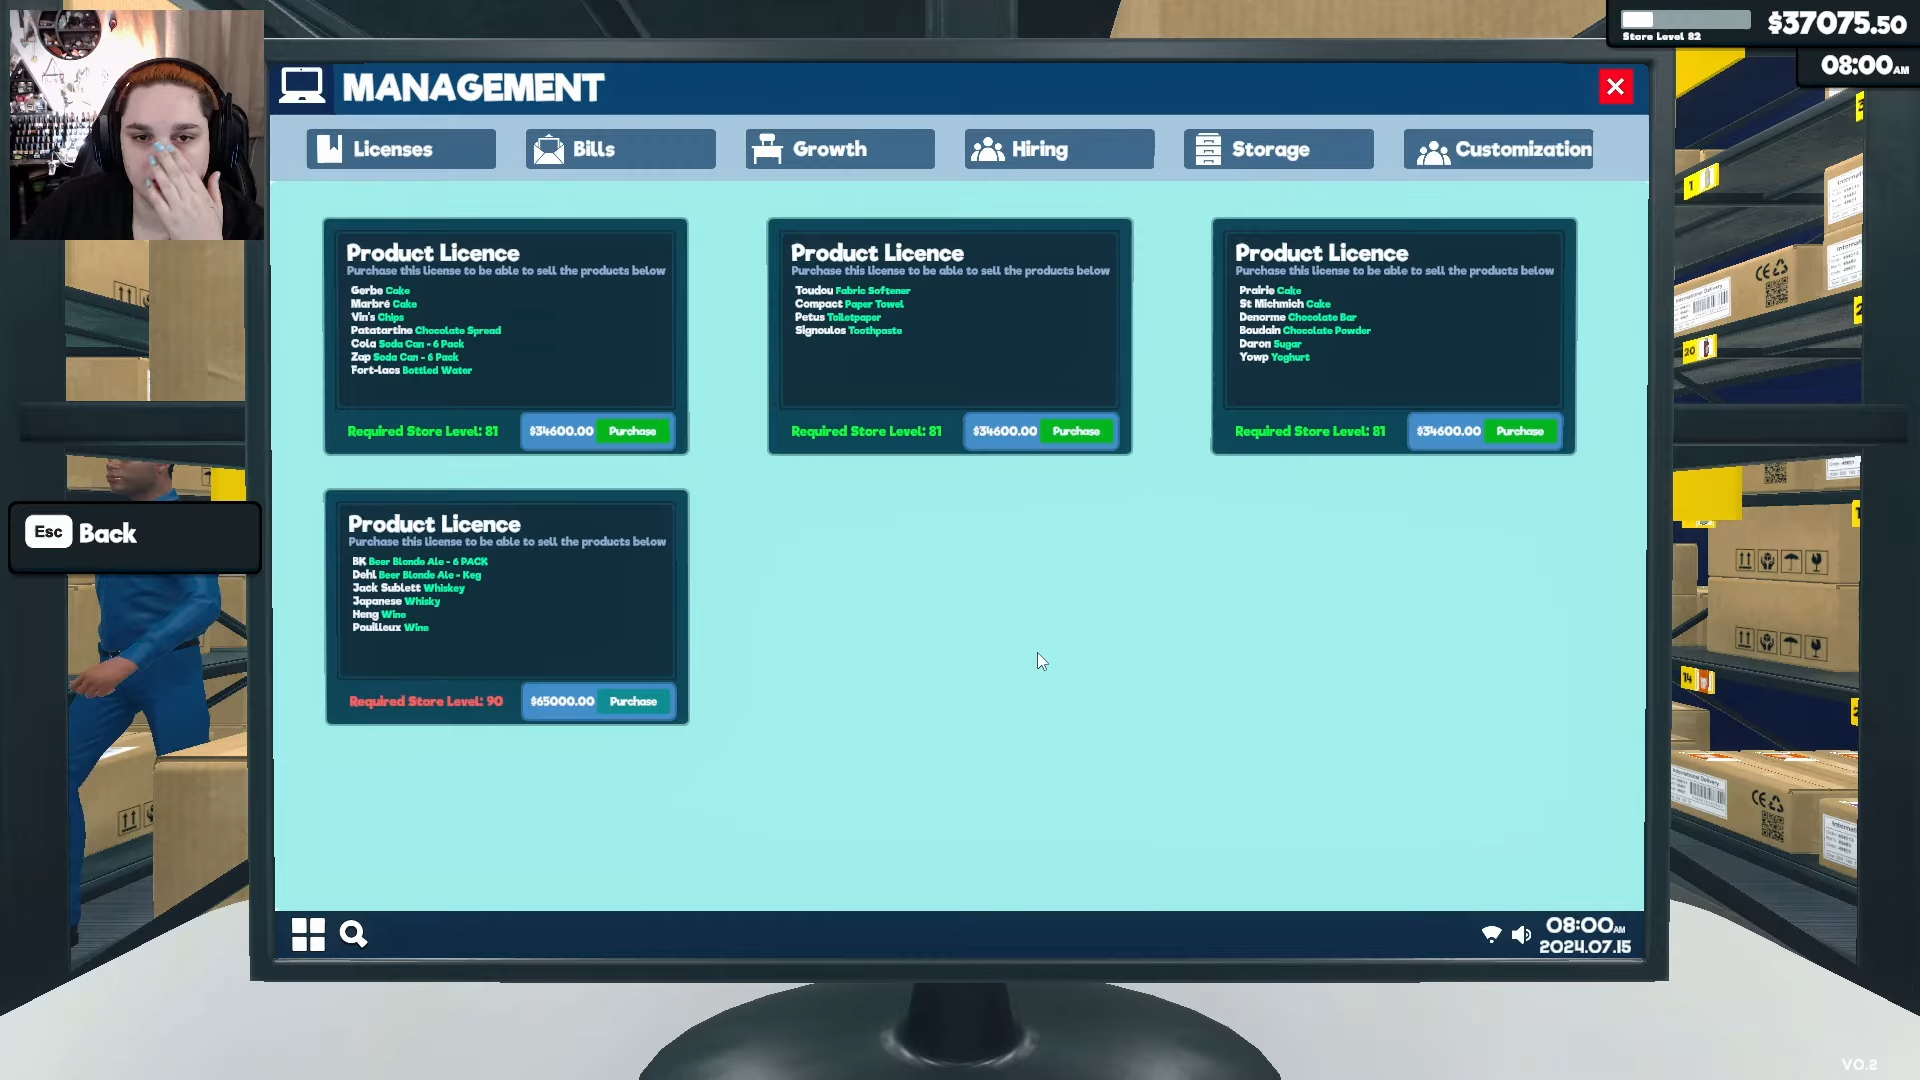 $37075.50
Store Level 82
08:00AM
MANAGEMENT
Licenses
Bills
Growth
Hiring
Storage
Customization
Product Licence
Purchase this license to be able to sell the products below
Gerbe Cake
Marbré Cake
Vin's Chips
Patatartine Chocolate Spread
Cola Soda Can - 6 Pack
Zap Soda Can - 6 Pack
Fort-lacs Bottled Water
Required Store Level: 81
$34600.00 Purchase
Product Licence
Purchase this license to be able to sell the products below
Toudou Fabric Softener
Compact Paper Towel
Petus Toiletpaper
Signoulos Toothpaste
Required Store Level: 81
$34600.00 Purchase
Product Licence
Purchase this license to be able to sell the products below
Prairie Cake
St Michmich Cake
Denorme Chocolate Bar
Boudain Chocolate Powder
Daron Sugar
Yowp Yoghurt
Required Store Level: 81
$34600.00 Purchase
Esc Back
Product Licence
Purchase this license to be able to sell the products below
BK Beer Blonde Ale - 6 PACK
Dehl Beer Blonde Ale - Keg
Jack Sublett Whiskey
Japanese Whisky
Heng Wine
Pouilleux Wine
Required Store Level: 90
$65000.00 Purchase
1
20
14
08:00AM
2024.07.15
V0.2